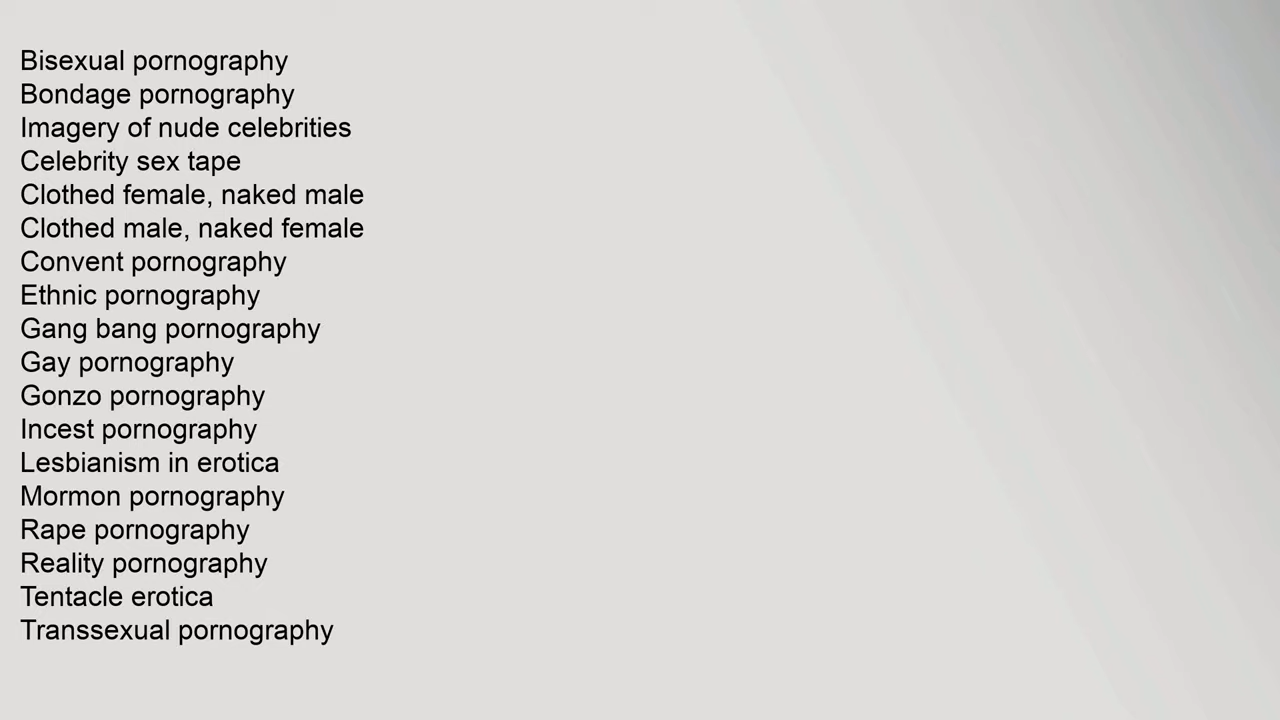 Bisexual pornography
Bondage pornography
Imagery of nude celebrities
Celebrity sex tape
Clothed female, naked male
Clothed male, naked female
Convent pornography
Ethnic pornography
Gang bang pornography
Gay pornography
Gonzo pornography
Incest pornography
Lesbianism in erotica
Mormon pornography
Rape pornography
Reality pornography
Tentacle erotica
Transsexual pornography